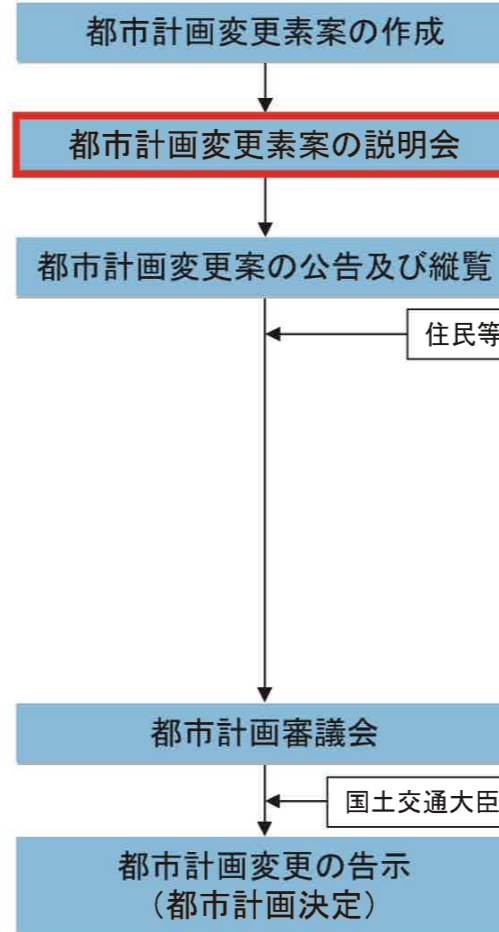 都市計画変更素案の作成
都市計画変更素案の説明会
都市計画変更案の公告及び縦覧
住民等
都市計画審議会
国土交通大臣
都市計画変更の告示
（都市計画決定）